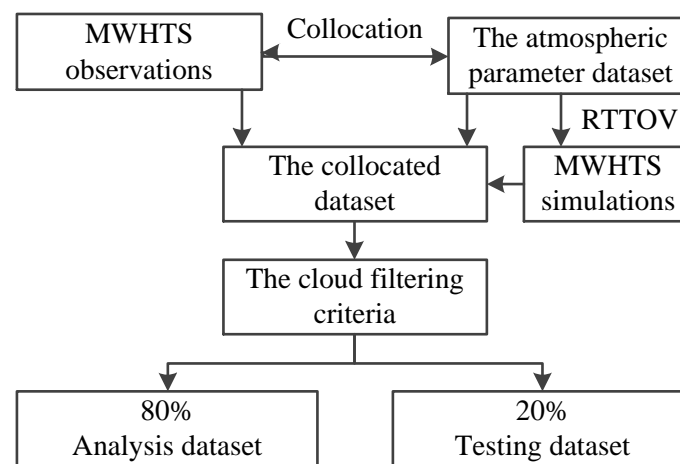 MWHTS
observations
Collocation
The atmospheric
parameter dataset
RTTOV
The collocated
dataset
MWHTS
simulations
The cloud filtering
criteria
80%
Analysis dataset
20%
Testing dataset